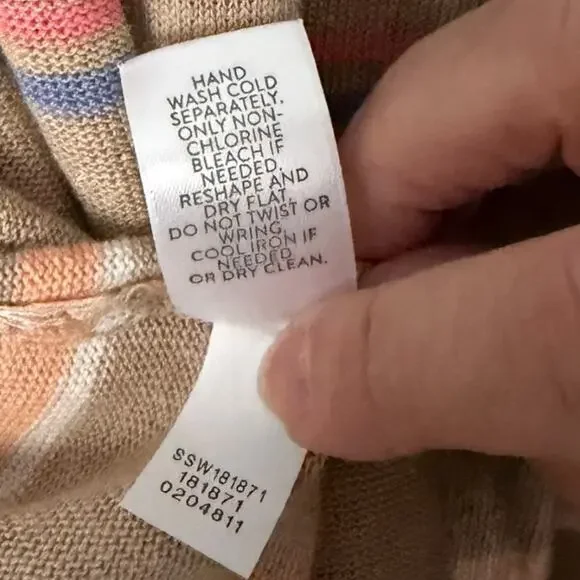 HAND
WASH COLD
SEPARATELY.
ONLY NON-
CHLORINE
BLEACH IF
NEEDED.
RESHAPE AND
DRY FLAT
DO NOT TWIST OR
WRING.
COOL IRON IF
NEEDED
OR DRY CLEAN.
SSW181871
181871
0204811